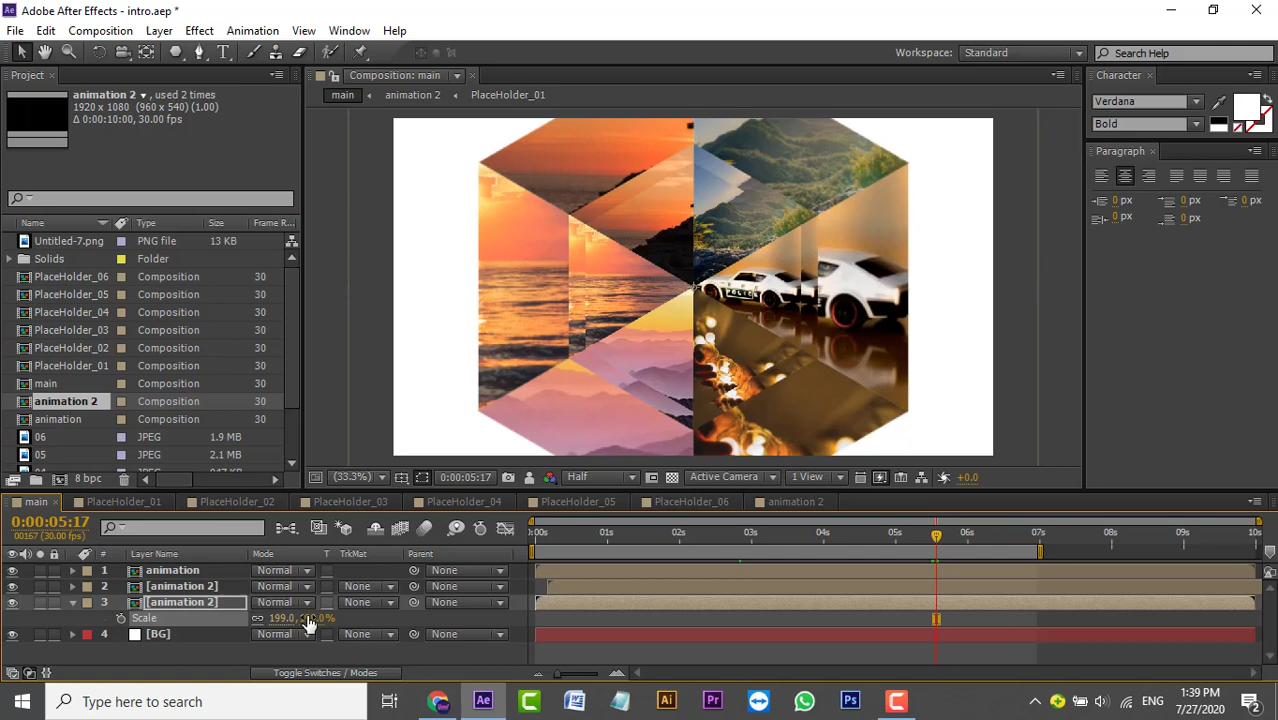 Adobe After Effects - intro.aep *
File Edit Composition Layer Effect Animation View Window Help
Workspace: Standard Search Help
Project
animation 2 , used 2 times
1920 x 1080 (960 x 540) (1.00)
Δ 0:00:10:00, 30.00 fps
Name Type Size Frame R...
Untitled-7.png PNG file 13 KB
Solids Folder
PlaceHolder_06 Composition 30
PlaceHolder_05 Composition 30
PlaceHolder_04 Composition 30
PlaceHolder_03 Composition 30
PlaceHolder_02 Composition 30
PlaceHolder_01 Composition 30
main Composition 30
animation 2 Composition 30
animation Composition 30
06 JPEG 1.9 MB
05 JPEG 2.1 MB
8 bpc
Composition: main
main animation 2 PlaceHolder_01
POLICE
(33.3%) 0:00:05:17 Half Active Camera 1 View +0.0
Character
Verdana
Bold
Paragraph
0 px 0 px 0 px
0 px 0 px
main PlaceHolder_01 PlaceHolder_02 PlaceHolder_03 PlaceHolder_04 PlaceHolder_05 PlaceHolder_06 animation 2
0:00:05:17
00167 (30.00 fps)
:00s 01s 02s 03s 04s 05s 06s 07s 08s 09s 10s
# Layer Name Mode T TrkMat Parent
1 animation Normal None
2 [animation 2] Normal None None
3 [animation 2] Normal None None
Scale 199.0, %
4 [BG] Normal None None
Toggle Switches / Modes
Type here to search
ENG
1:39 PM
7/27/2020
2